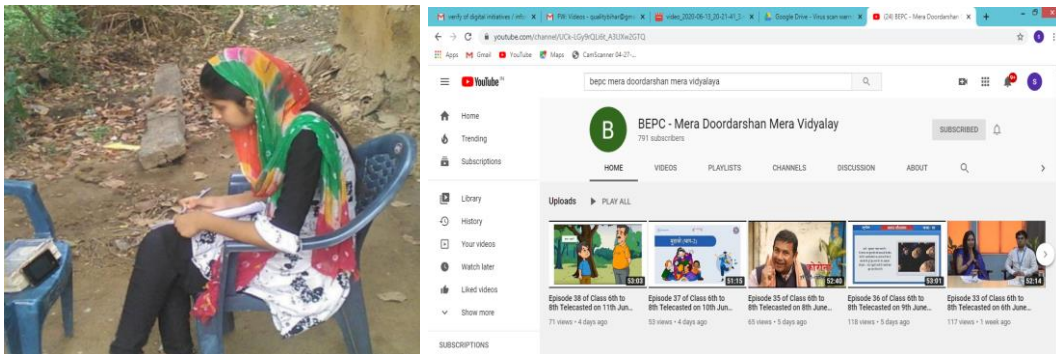 verify of digital initiatives / info
FW: Videos - qualitybihar@gm
video_2020-06-13_20-21-41_
Google Drive - Virus scan warn
(24) BEPC - Mera Doordarshan
youtube.com/channel/UCk-LGy9rQLi6t_A3UXw2GTQ
Apps Gmail YouTube Maps CamScanner 04-27-...
YouTube
bepc mera doordarshan mera vidyalaya
9+
S
Home
Trending
Subscriptions
Library
History
Your videos
Watch later
Liked videos
Show more
SUBSCRIPTIONS
B
BEPC - Mera Doordarshan Mera Vidyalay
791 subscribers
SUBSCRIBED
HOME VIDEOS PLAYLISTS CHANNELS DISCUSSION ABOUT
Uploads PLAY ALL
53:03
51:15
52:40
53:01
52:14
Episode 38 of Class 6th to
8th Telecasted on 11th Jun...
71 views • 4 days ago
Episode 37 of Class 6th to
8th Telecasted on 10th Jun...
53 views • 4 days ago
Episode 35 of Class 6th to
8th Telecasted on 8th June...
65 views • 5 days ago
Episode 36 of Class 6th to
8th Telecasted on 9th June...
118 views • 5 days ago
Episode 33 of Class 6th to
8th Telecasted on 6th June...
117 views • 1 week ago